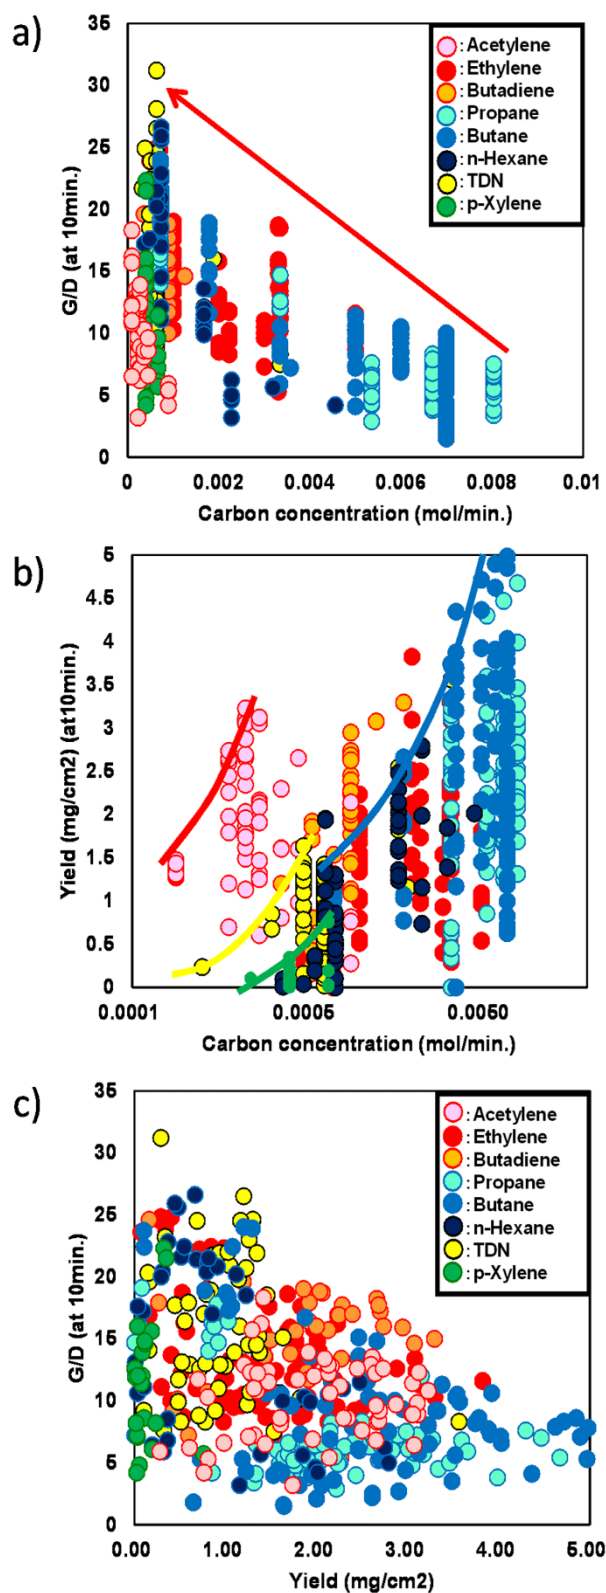 a)
G/D (at 10min.)
35
30
25
20
15
10
5
0
0 0.002 0.004 0.006 0.008 0.01
Carbon concentration (mol/min.)
: Acetylene
: Ethylene
: Butadiene
: Propane
: Butane
: n-Hexane
: TDN
: p-Xylene
b)
Yield (mg/cm2) (at10min.)
5
4.5
4
3.5
3
2.5
2
1.5
1
0.5
0
0.0001 0.0005 0.0050
Carbon concentration (mol/min.)
c)
G/D (at 10min.)
35
30
25
20
15
10
5
0
0.00 1.00 2.00 3.00 4.00 5.00 6.00
Yield (mg/cm2)
: Acetylene
: Ethylene
: Butadiene
: Propane
: Butane
: n-Hexane
: TDN
: p-Xylene